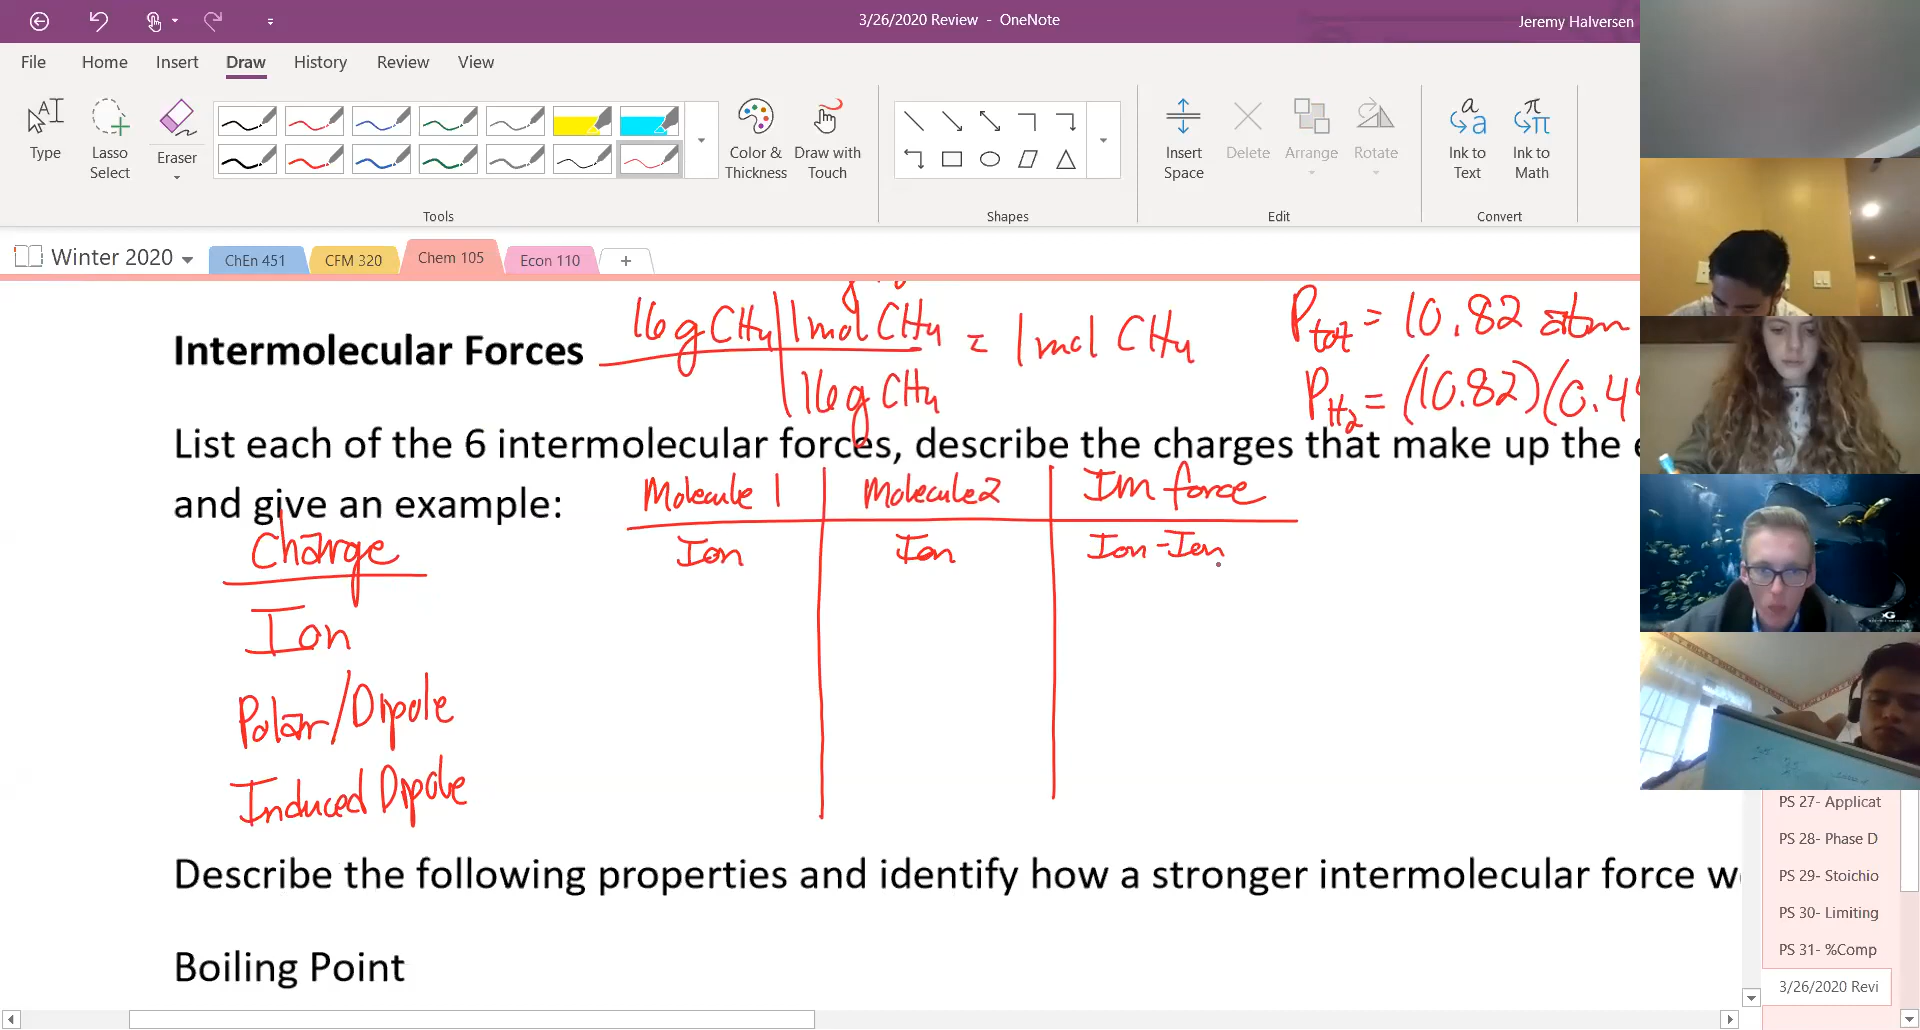 3/26/2020 Review - OneNote
Jeremy Halversen
File Home Insert Draw History Review View
Type
Lasso Select
Eraser
Color & Thickness
Draw with Touch
Insert Space
Delete
Arrange
Rotate
Ink to Text
Ink to Math
Tools
Shapes
Edit
Convert
Winter 2020
ChEn 451
CFM 320
Chem 105
Econ 110
+
16g CH4 | 1mol CH4 = 1 mol CH4
16g CH4
Ptot = 10.82 atm
PH2 = (10.82)(0.4
Intermolecular Forces
List each of the 6 intermolecular forces, describe the charges that make up the
and give an example:
Molecule 1 | Molecule 2 | IM force
Ion | Ion | Ion-Ion
Charge
Ion
Polar/Dipole
Induced Dipole
Describe the following properties and identify how a stronger intermolecular force
Boiling Point
PS 27- Applicat
PS 28- Phase D
PS 29- Stoichio
PS 30- Limiting
PS 31- %Comp
3/26/2020 Revi